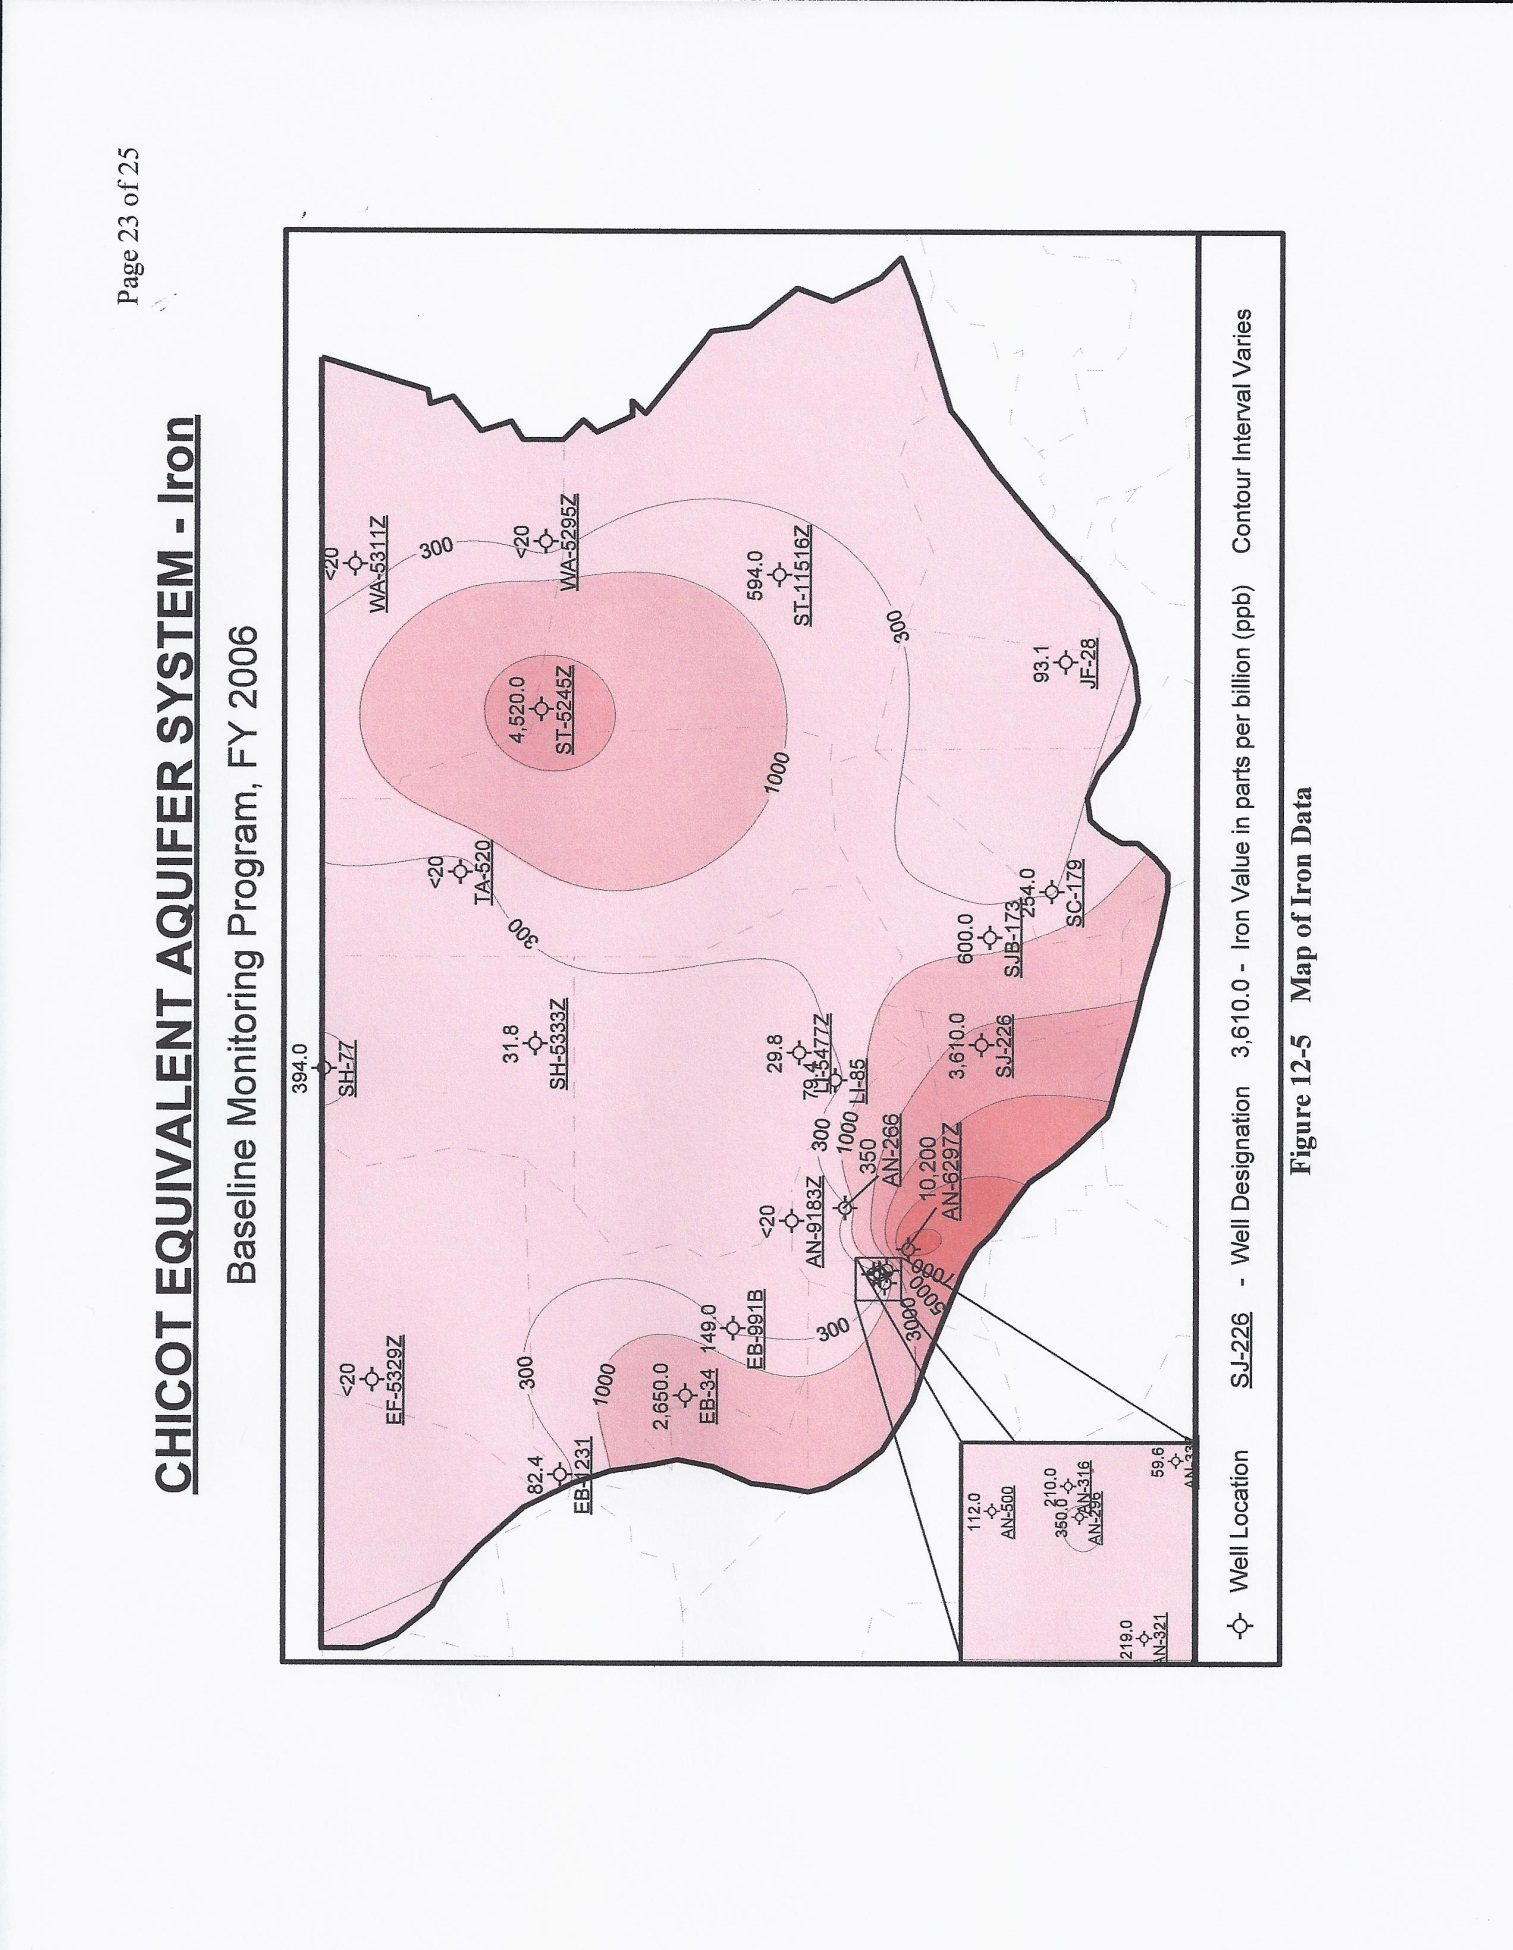 Page 23 of 25
CHICOT EQUIVALENT AQUIFER SYSTEM - Iron
Baseline Monitoring Program, FY 2006
394.0
SH-77
<20
WA-5311Z
<20
EF-5329Z
300
<20
TA-520
<20
WA-5295Z
4,520.0
ST-5245Z
300
31.8
SH-5333Z
300
82.4
EB-1231
1000
2,650.0
EB-34
149.0
EB-991B
594.0
ST-11516Z
1000
29.8
LI-5477Z
<20
AN-9183Z
79.4
LI-85
300
300
1000
350
AN-266
300
10,200
AN-6297Z
7000
5000
3000
3,610.0
SJ-226
600.0
SJB-173
254.0
SC-179
93.1
JF-28
112.0
AN-500
210.0
AN-316
350.0
AN-296
219.0
AN-321
59.6
Well Location
SJ-226 - Well Designation
3,610.0 - Iron Value in parts per billion (ppb)
Contour Interval Varies
Figure 12-5 Map of Iron Data